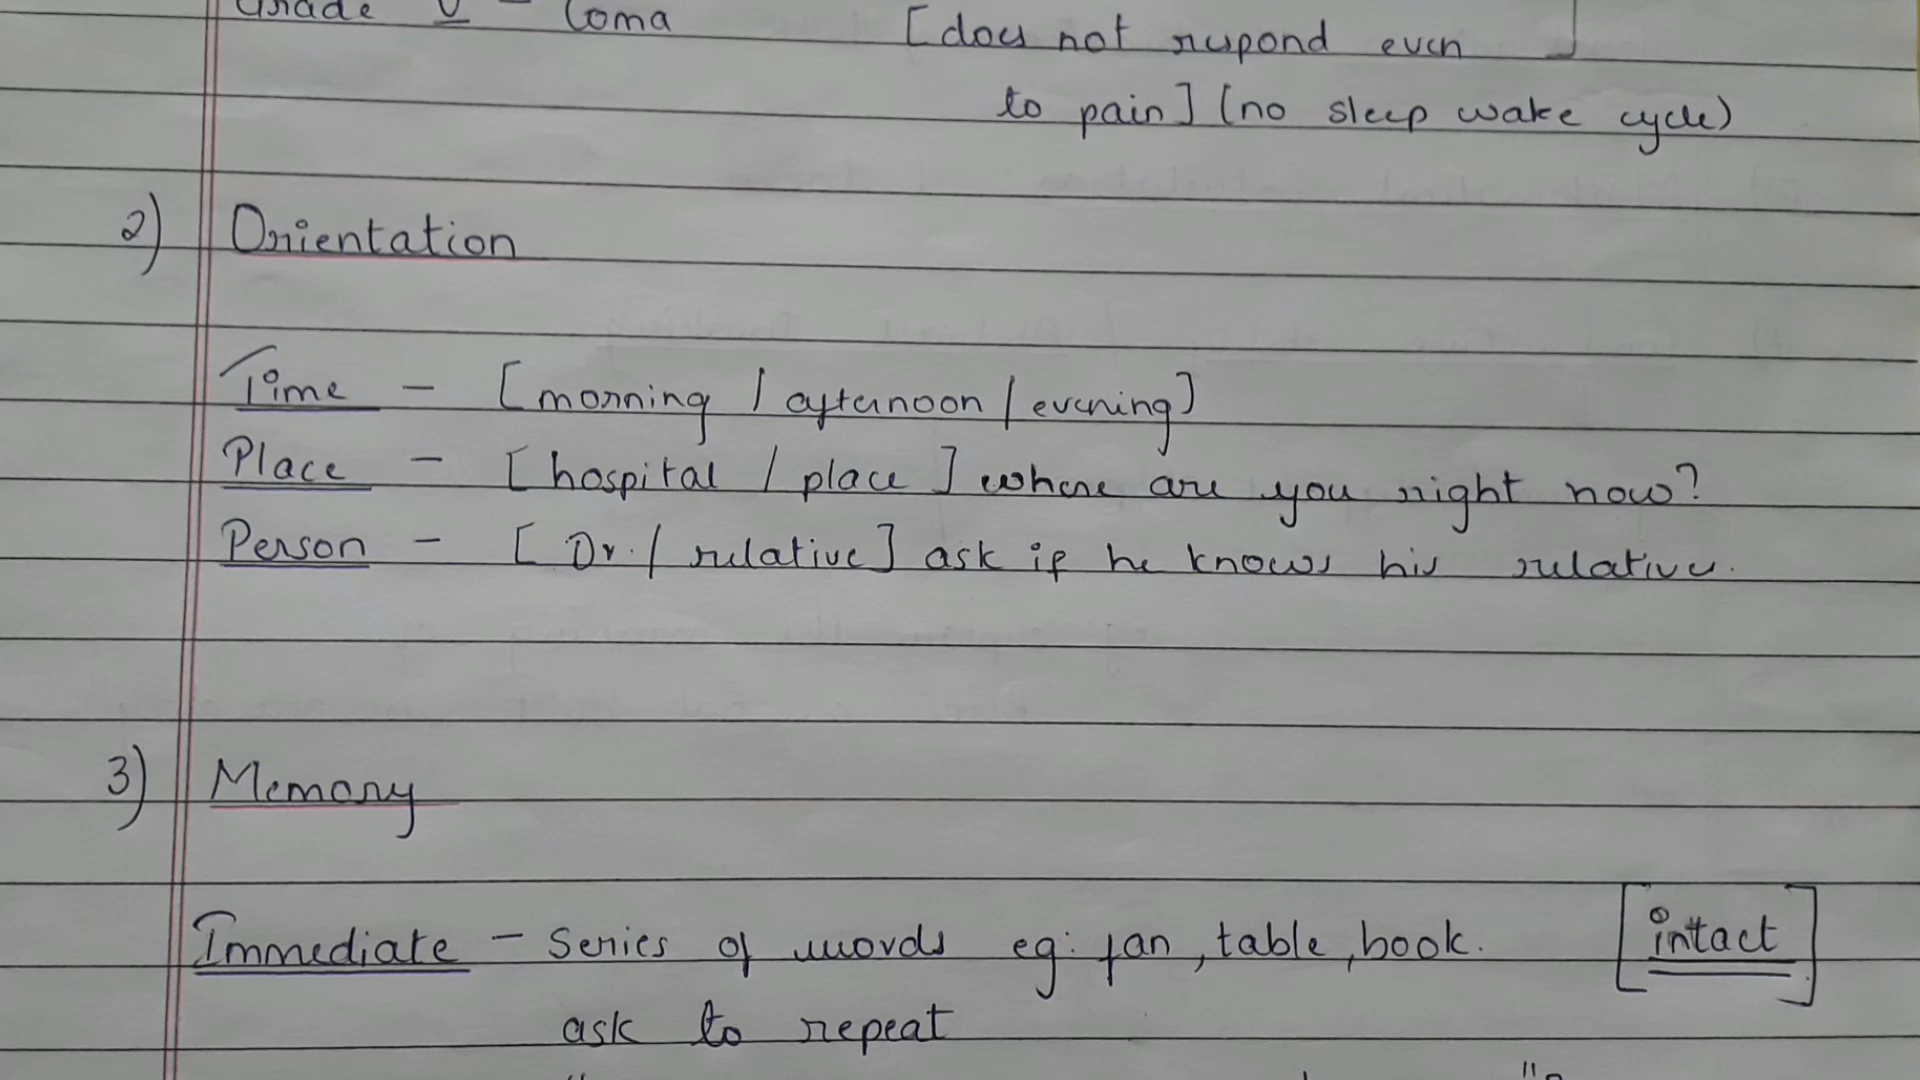 Grade V - Coma [does not respond even
to pain] (no sleep wake cycle)
2) Orientation
Time - [morning / afternoon / evening]
Place - [hospital / place] where are you right now?
Person - [Dr. / relative] ask if he knows his relative.
3) Memory
Immediate - series of words eg: fan, table, book. [intact]
ask to repeat